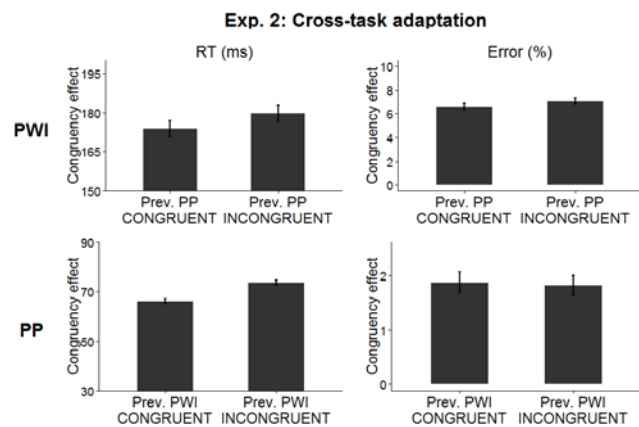 Exp. 2: Cross-task adaptation
RT (ms)
Error (%)
PWI
Congruency effect
195
180
165
150
Prev. PP
CONGRUENT
Prev. PP
INCONGRUENT
Congruency effect
10
8
6
4
2
0
Prev. PP
CONGRUENT
Prev. PP
INCONGRUENT
PP
Congruency effect
90
70
50
30
Prev. PWI
CONGRUENT
Prev. PWI
INCONGRUENT
Congruency effect
2
1
0
Prev. PWI
CONGRUENT
Prev. PWI
INCONGRUENT